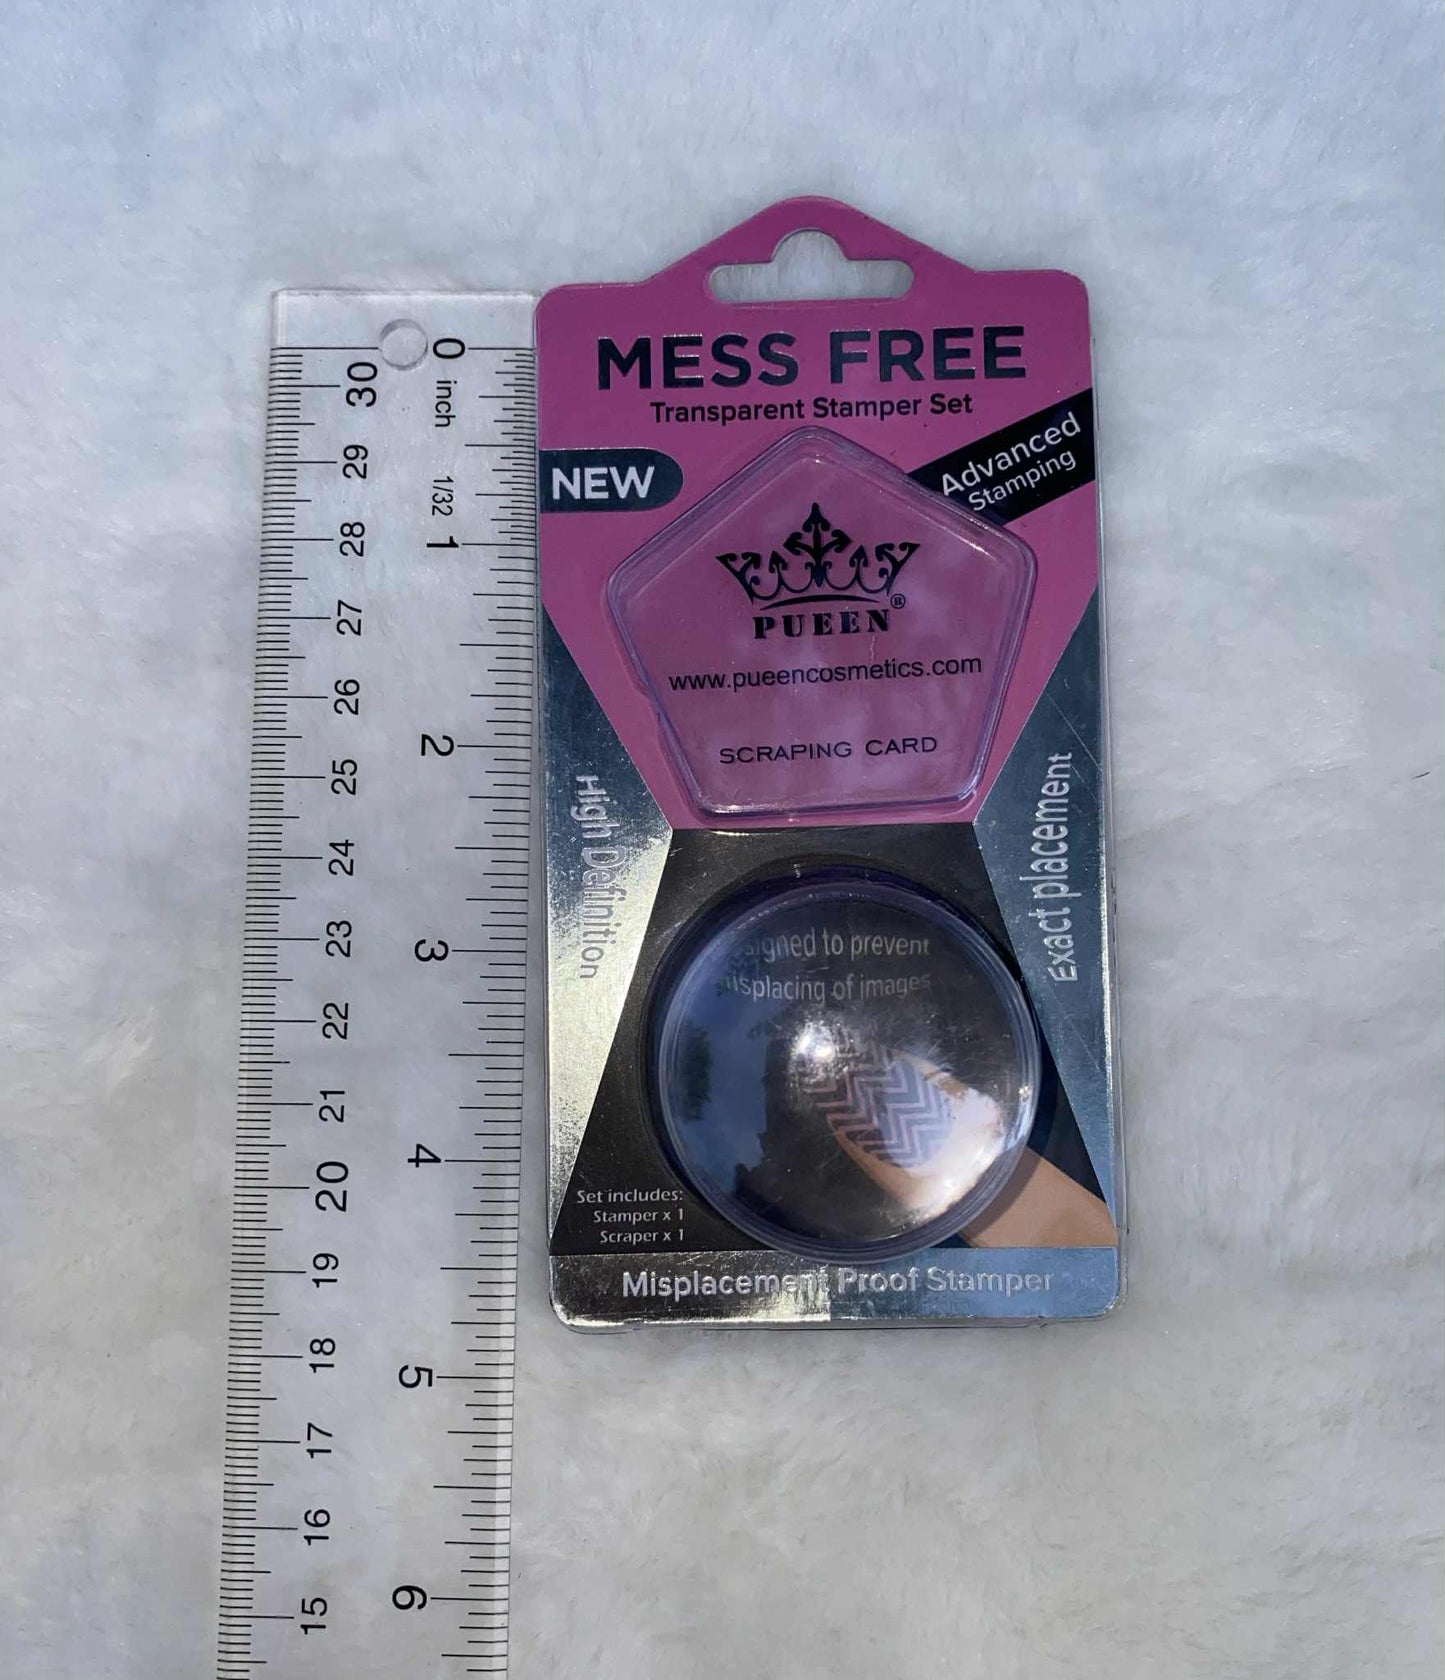 MESS FREE
Transparent Stamper Set
NEW
Advanced
Stamping
PUEEN®
www.pueencosmetics.com
SCRAPING CARD
High Definition
Exact placement
to prevent
of images
Set includes:
Stamper x 1
Scraper x 1
Misplacement Proof Stamper
0
inch
1/32
1
2
3
4
5
6
30
29
28
27
26
25
24
23
22
21
20
19
18
17
16
15